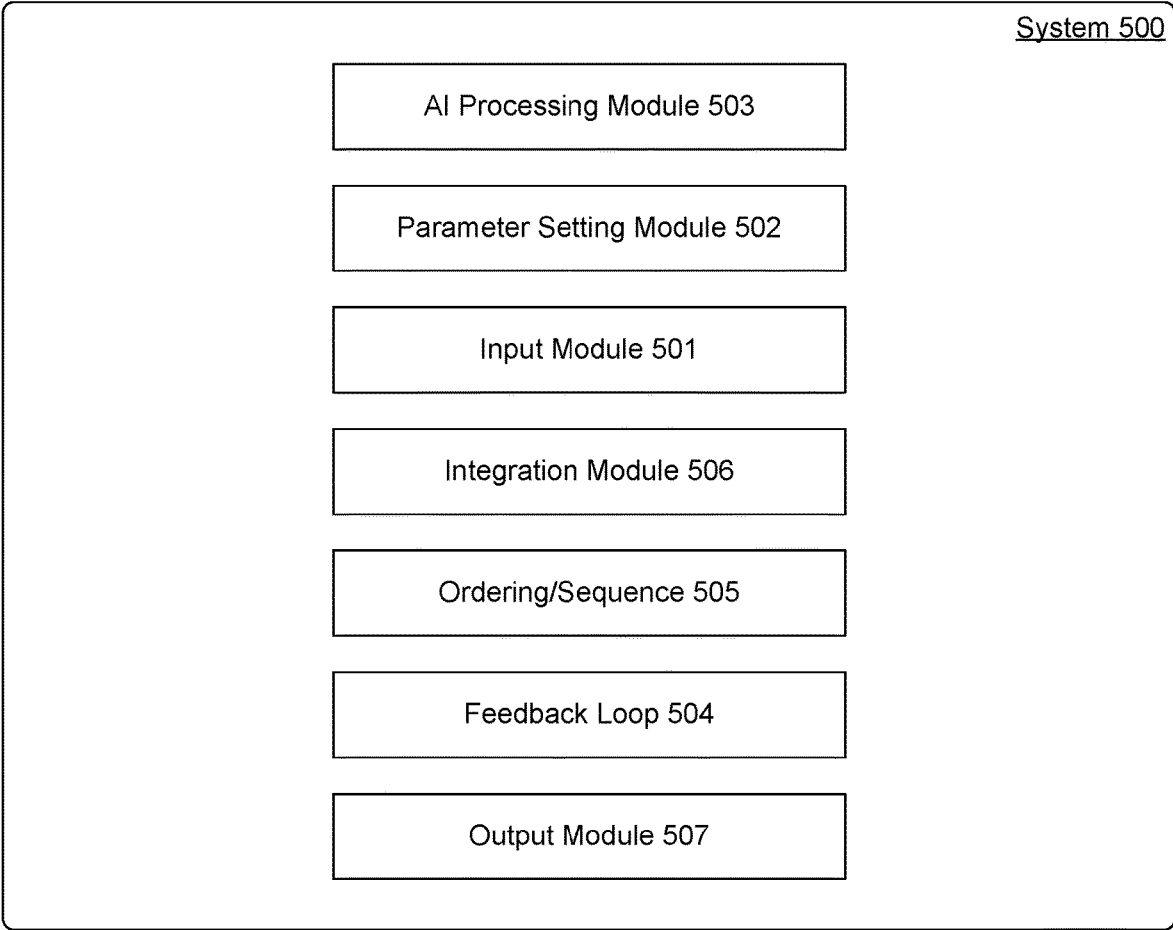 System 500
AI Processing Module 503
Parameter Setting Module 502
Input Module 501
Integration Module 506
Ordering/Sequence 505
Feedback Loop 504
Output Module 507